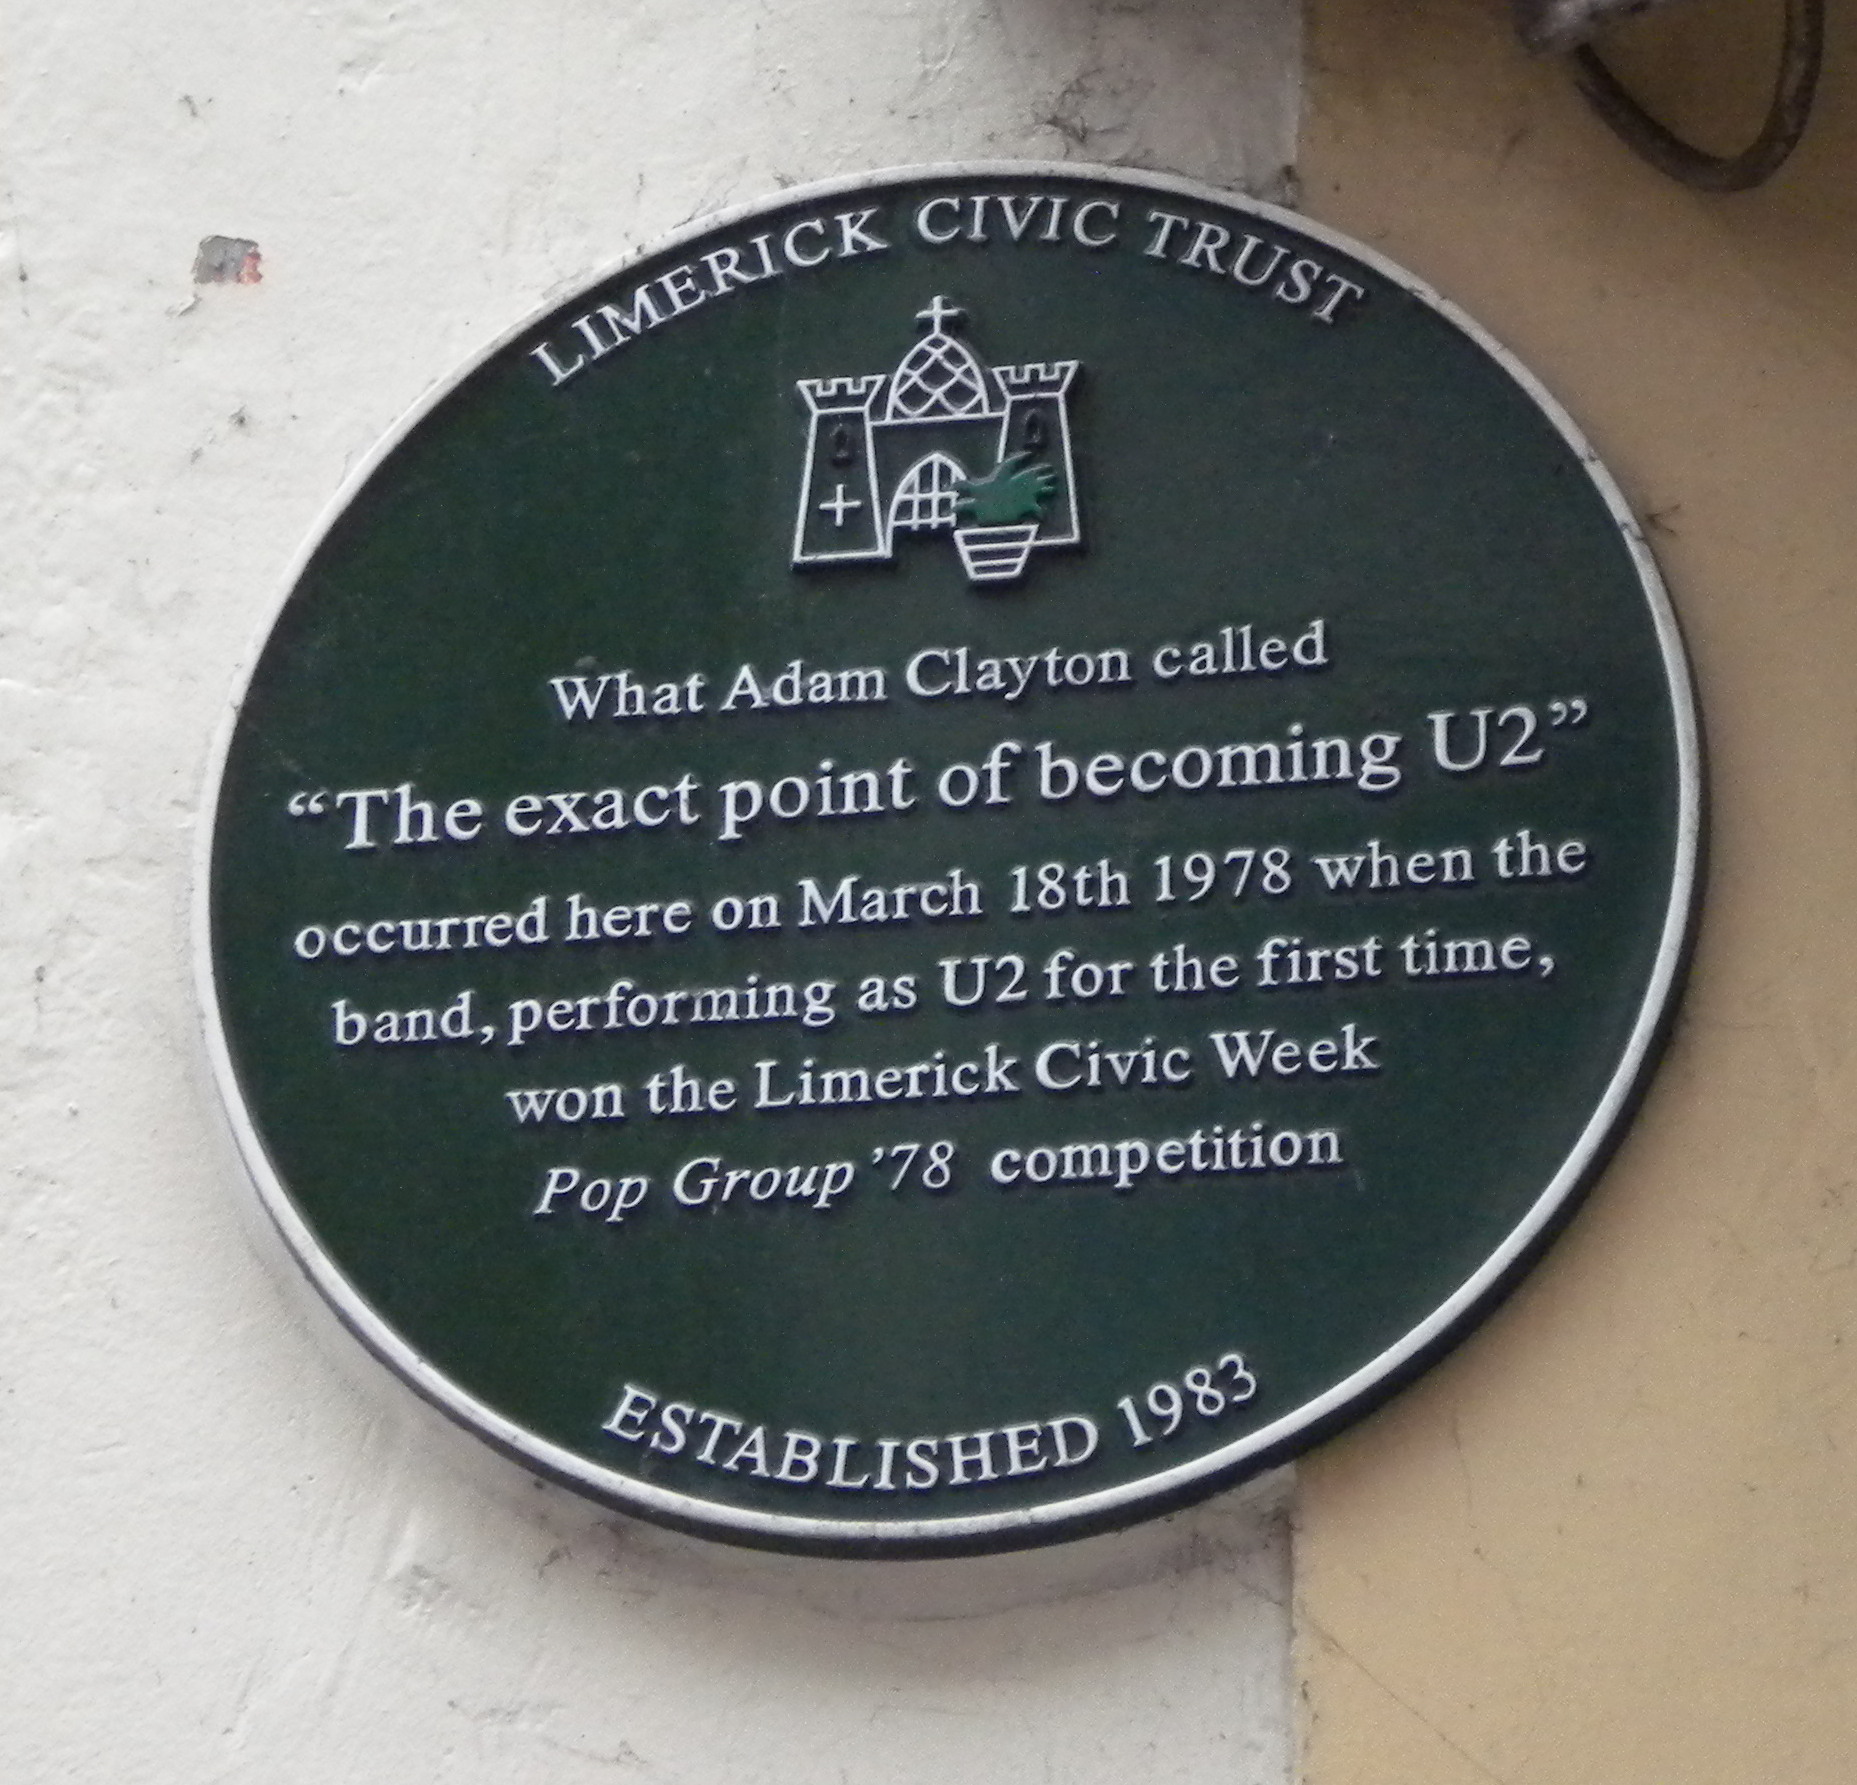 LIMERICK CIVIC TRUST
What Adam Clayton called
“The exact point of becoming U2”
occurred here on March 18th 1978 when the
band, performing as U2 for the first time,
won the Limerick Civic Week
Pop Group ’78 competition
ESTABLISHED 1983